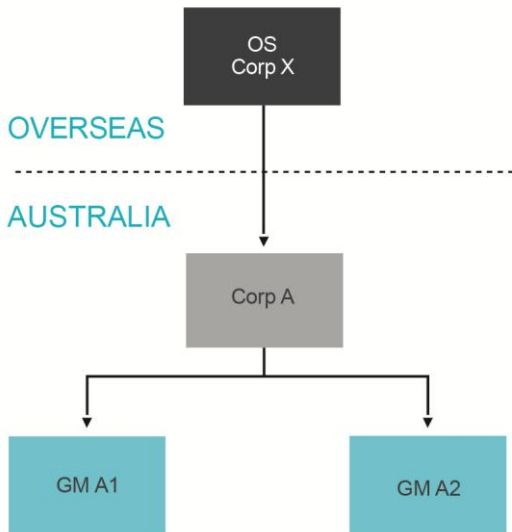 OS
Corp X
OVERSEAS
AUSTRALIA
Corp A
GM A1
GM A2